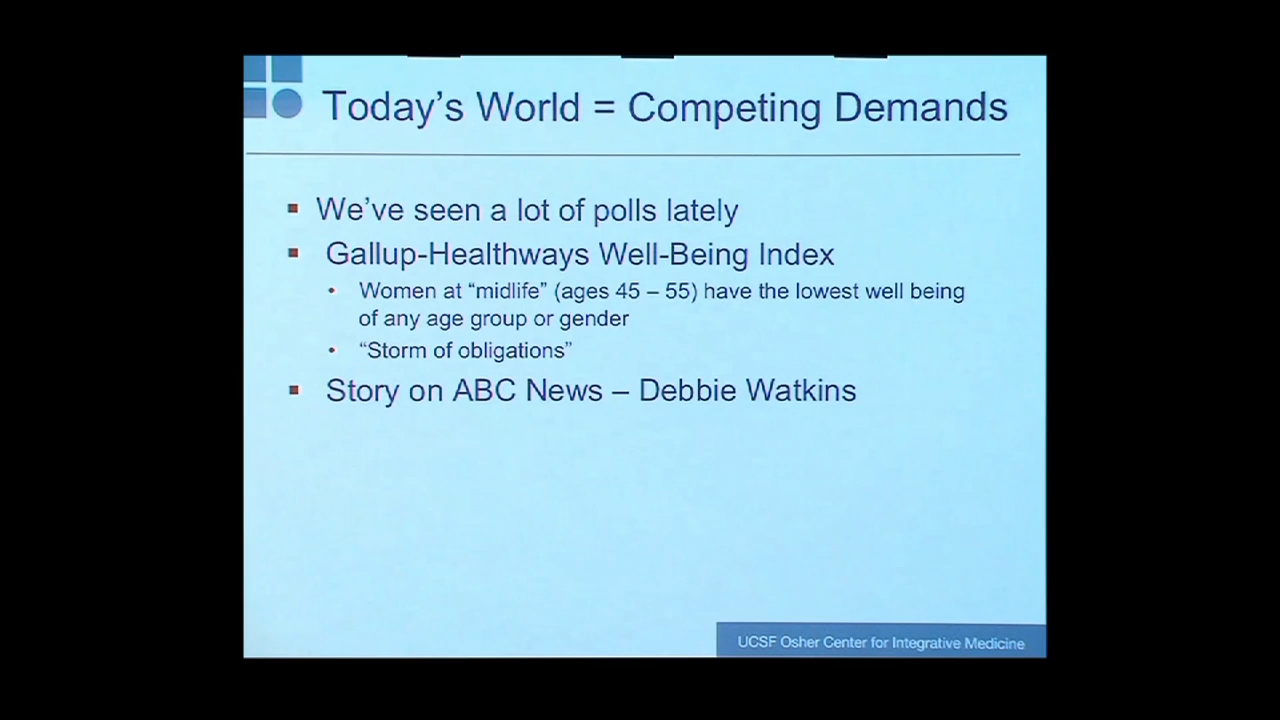 Today’s World = Competing Demands
We’ve seen a lot of polls lately
Gallup-Healthways Well-Being Index
Women at “midlife” (ages 45 – 55) have the lowest well being
of any age group or gender
“Storm of obligations”
Story on ABC News – Debbie Watkins
UCSF Osher Center for Integrative Medicine